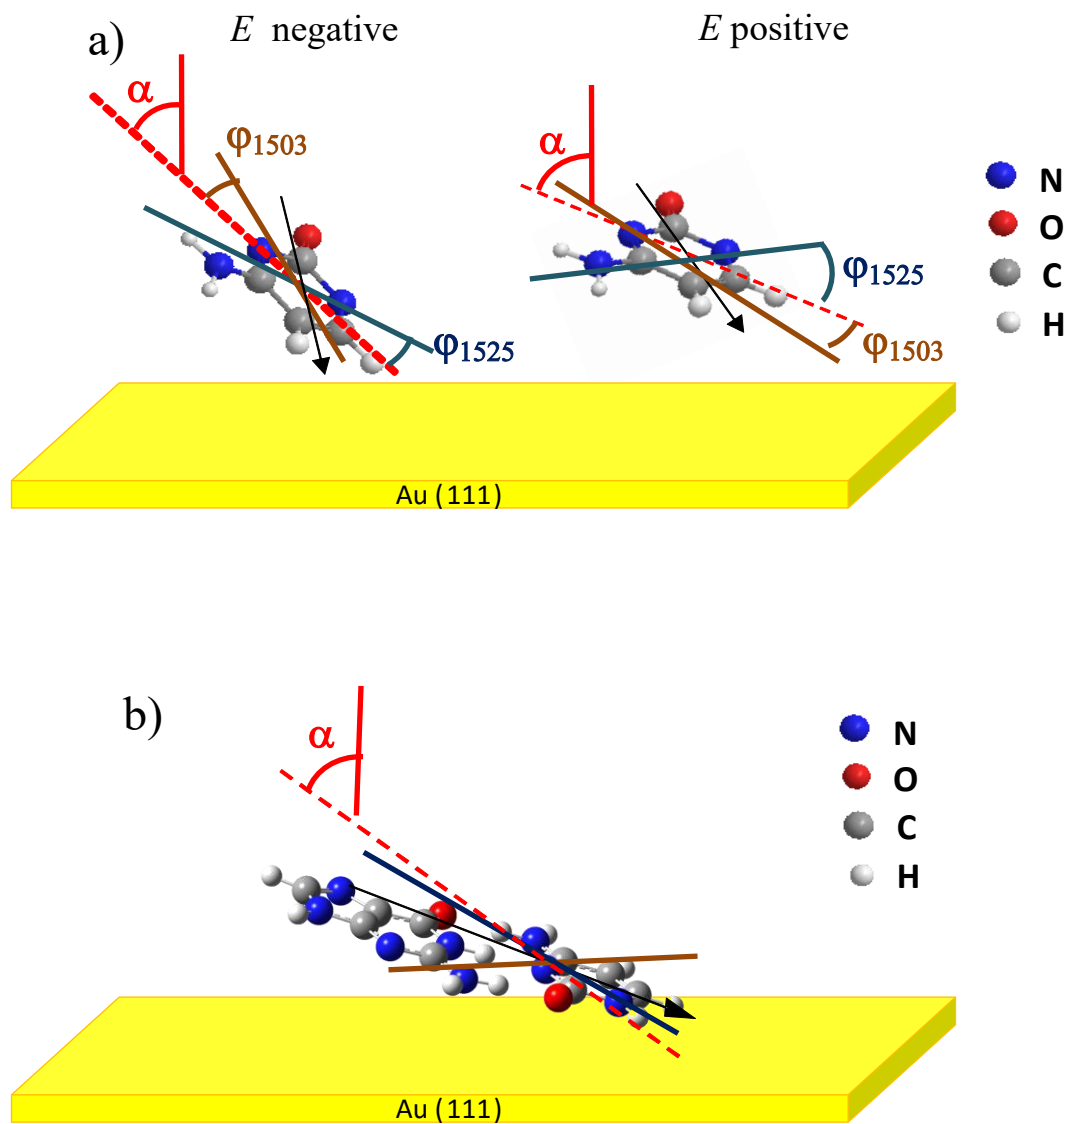 a)
E negative
E positive
α
φ1503
φ1525
α
φ1525
φ1503
N
O
C
H
Au (111)
b)
α
N
O
C
H
Au (111)